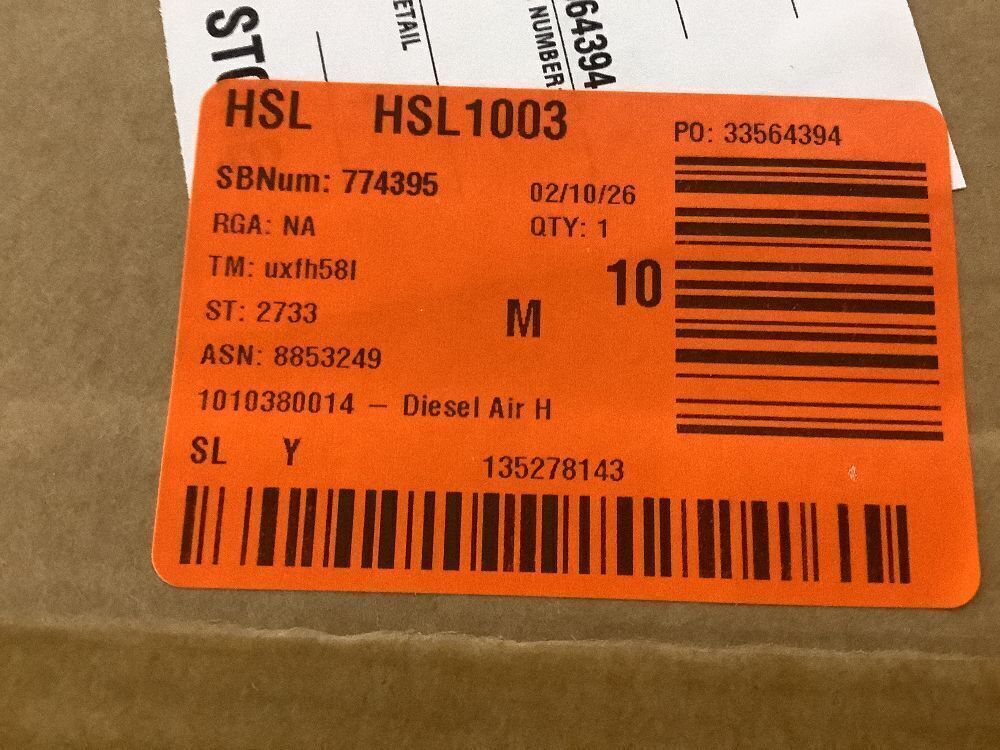 ETAIL
NUMBER:
64394
HSL HSL1003
PO: 33564394
SBNum: 774395
02/10/26
RGA: NA
QTY: 1
TM: uxfh58l
10
ST: 2733
M
ASN: 8853249
1010380014 – Diesel Air H
SL Y
135278143